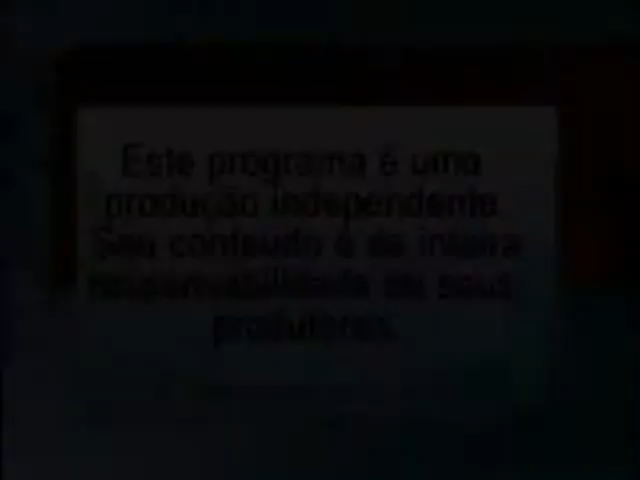 Este programa é uma
produção independente.
Seu conteúdo é de inteira
responsabilidade de seus
produtores.